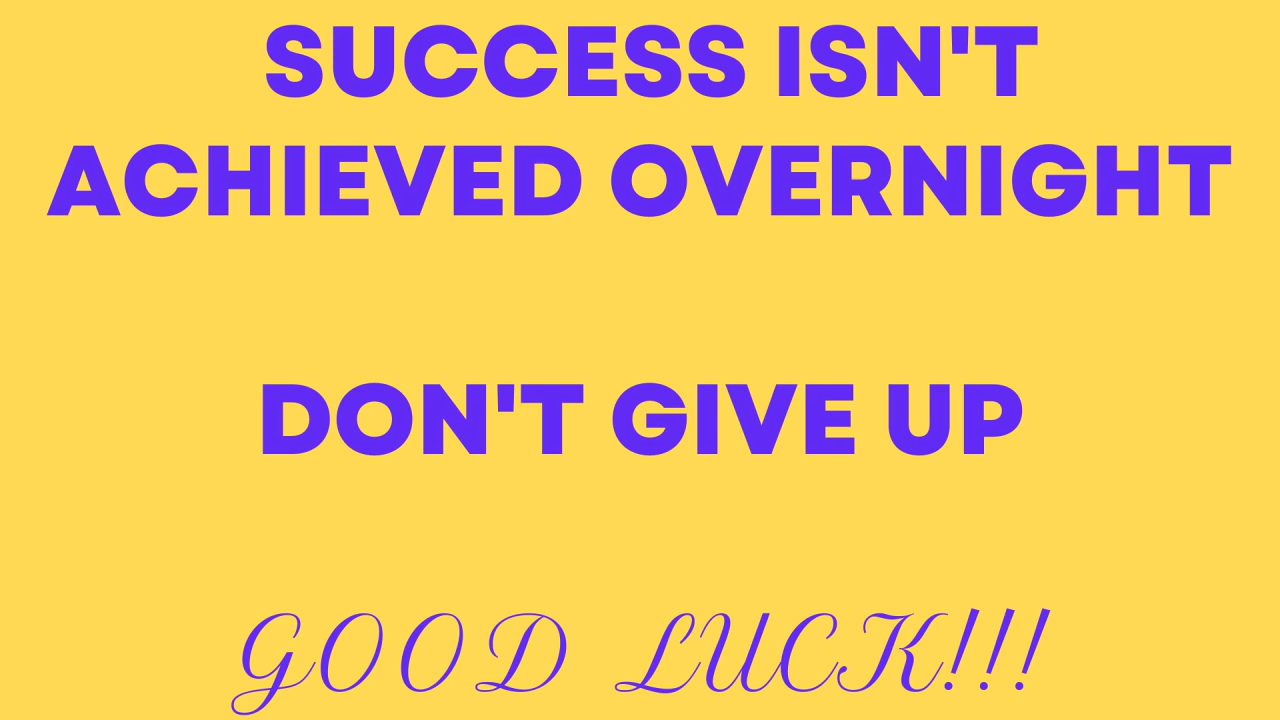 SUCCESS ISN'T
ACHIEVED OVERNIGHT
DON'T GIVE UP
GOOD LUCK!!!